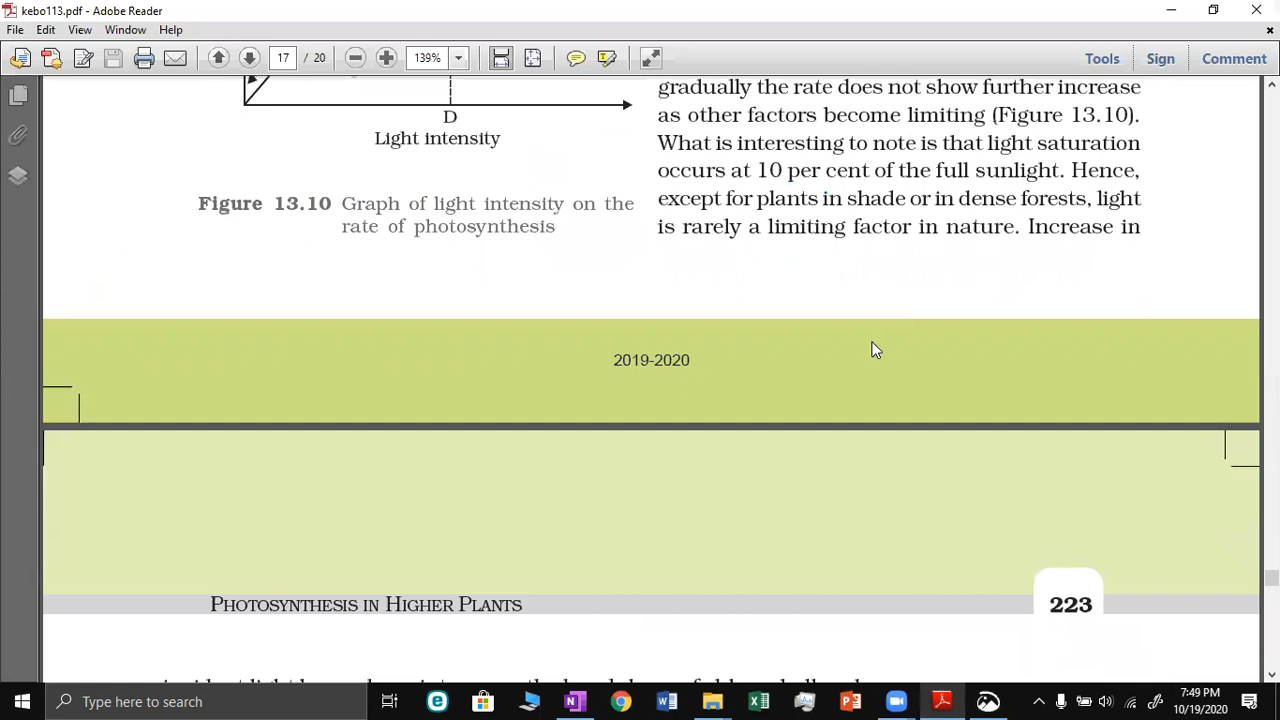 kebo113.pdf - Adobe Reader
File Edit View Window Help
17 / 20 139% Tools Sign Comment
gradually the rate does not show further increase
as other factors become limiting (Figure 13.10).
What is interesting to note is that light saturation
occurs at 10 per cent of the full sunlight. Hence,
except for plants in shade or in dense forests, light
is rarely a limiting factor in nature. Increase in
D
Light intensity
Figure 13.10 Graph of light intensity on the
rate of photosynthesis
2019-2020
PHOTOSYNTHESIS IN HIGHER PLANTS 223
Type here to search
7:49 PM
10/19/2020